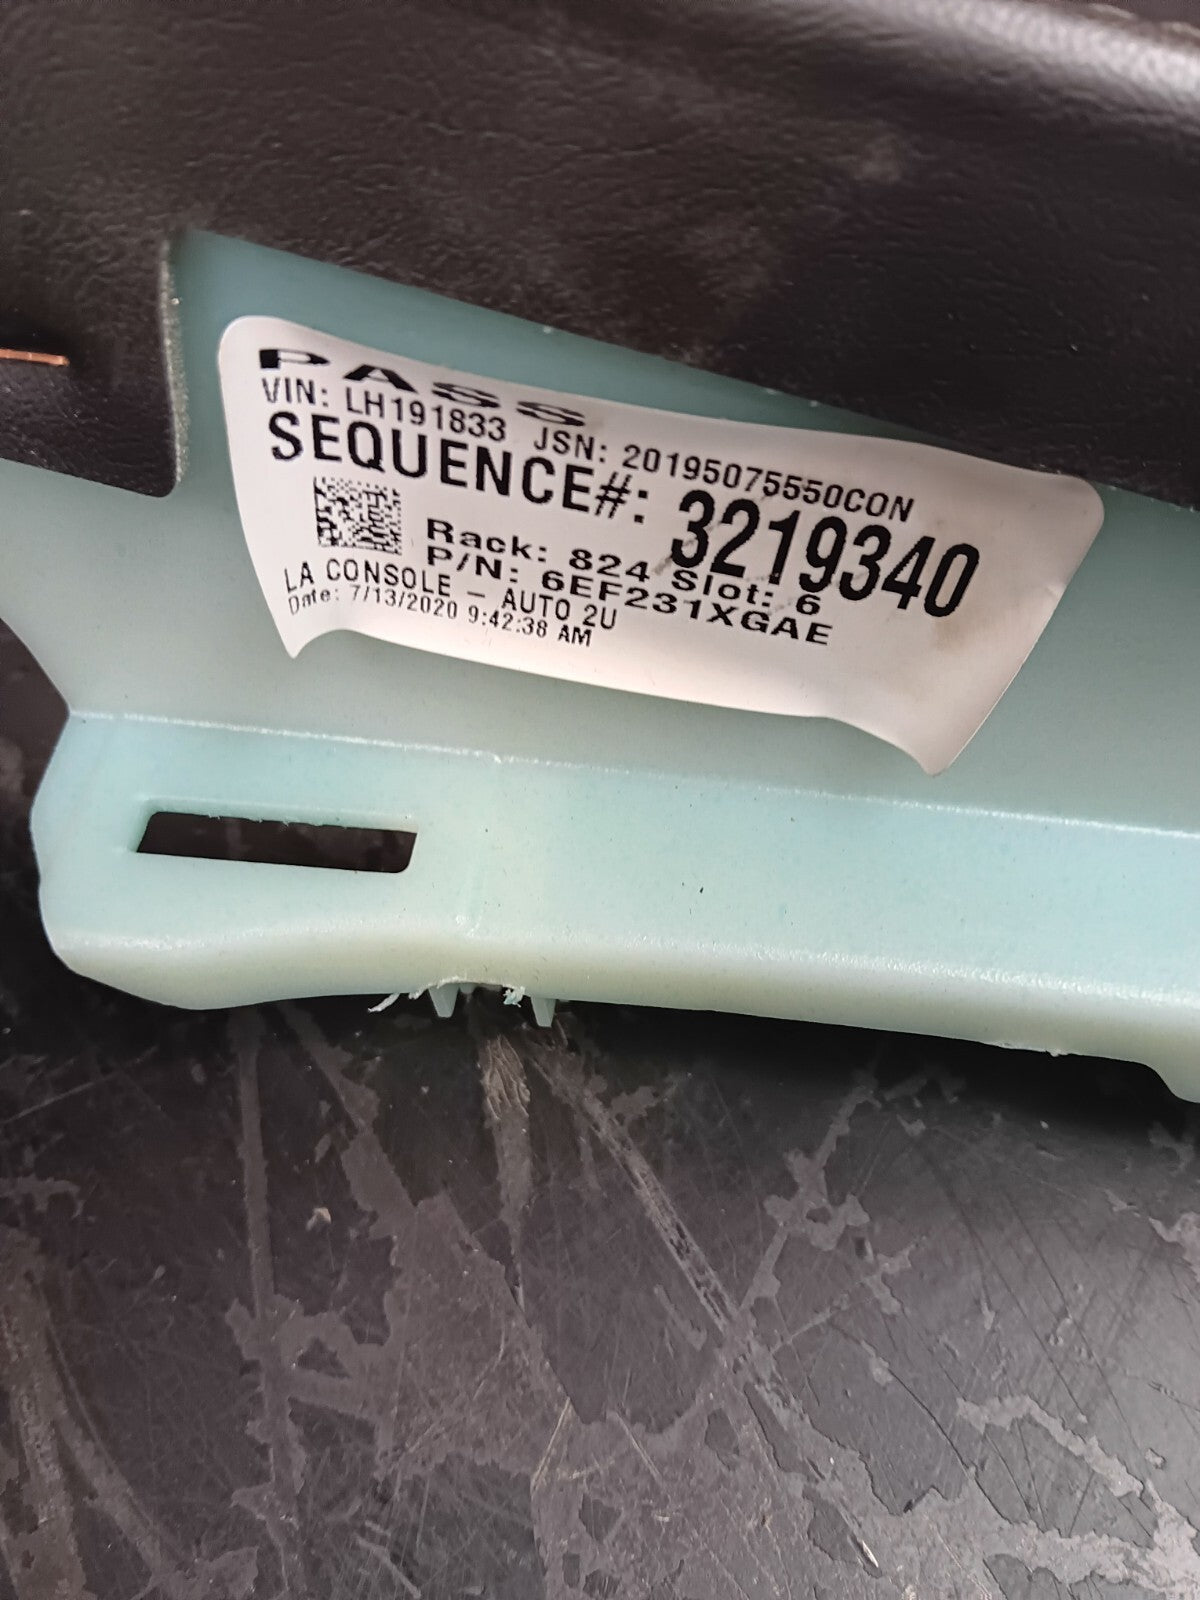 PASS
VIN: LH191833 JSN: 20195075550CON
SEQUENCE#: 3219340
Rack: 824 Slot: 6
P/N: 6EF231XGAE
LA CONSOLE - AUTO 2U
Date: 7/13/2020 9:42:38 AM